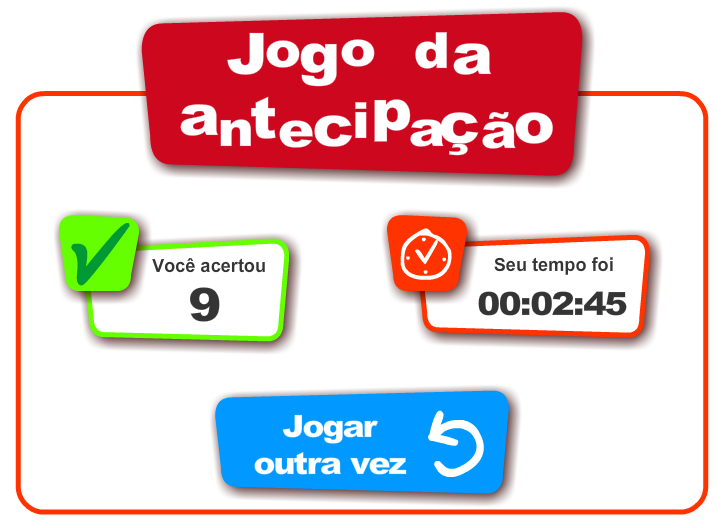 Jogo da
antecipação
Você acertou
9
Seu tempo foi
00:02:45
Jogar
outra vez